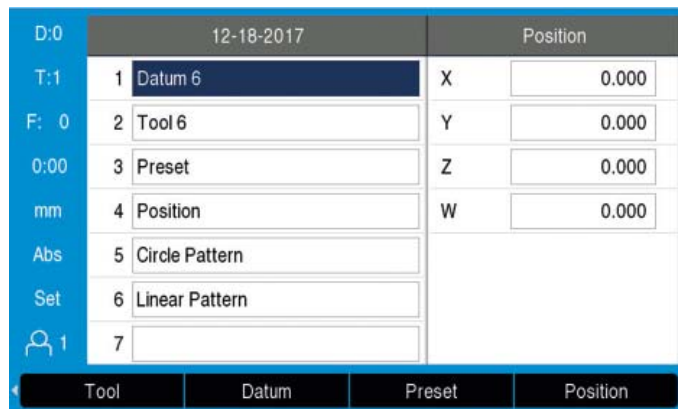 D:0 12-18-2017 Position
T:1 1 Datum 6 X 0.000
F: 0 2 Tool 6 Y 0.000
0:00 3 Preset Z 0.000
mm 4 Position W 0.000
Abs 5 Circle Pattern
Set 6 Linear Pattern
1 7
Tool Datum Preset Position